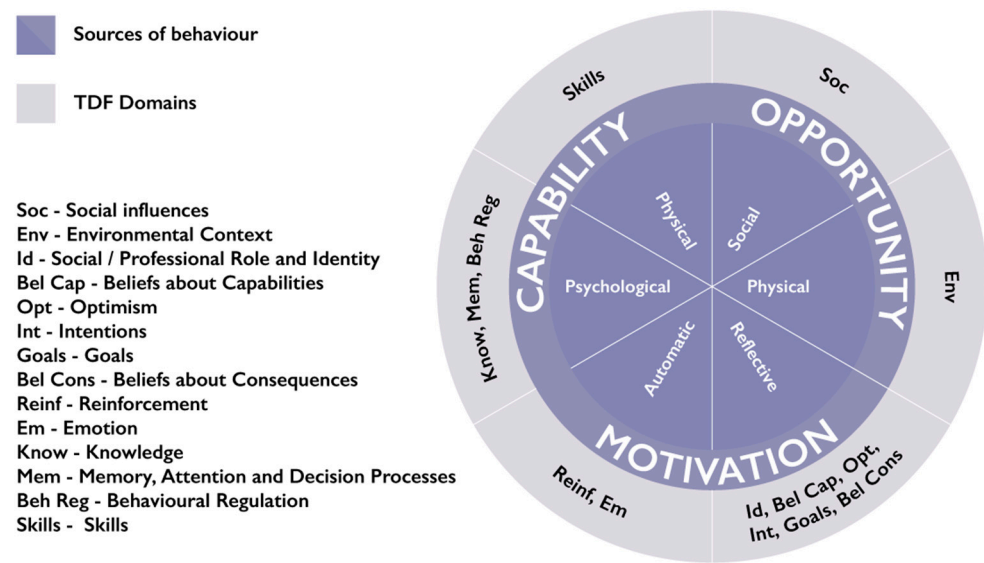 Sources of behaviour
TDF Domains
Soc - Social influences
Env - Environmental Context
Id - Social / Professional Role and Identity
Bel Cap - Beliefs about Capabilities
Opt - Optimism
Int - Intentions
Goals - Goals
Bel Cons - Beliefs about Consequences
Reinf - Reinforcement
Em - Emotion
Know - Knowledge
Mem - Memory, Attention and Decision Processes
Beh Reg - Behavioural Regulation
Skills -  Skills
Skills
Soc
CAPABILITY
OPPORTUNITY
Physical
Social
Know, Mem, Beh Reg
Psychological
Physical
Env
Automatic
Reflective
MOTIVATION
Reinf, Em
Id, Bel Cap, Opt,
Int, Goals, Bel Cons